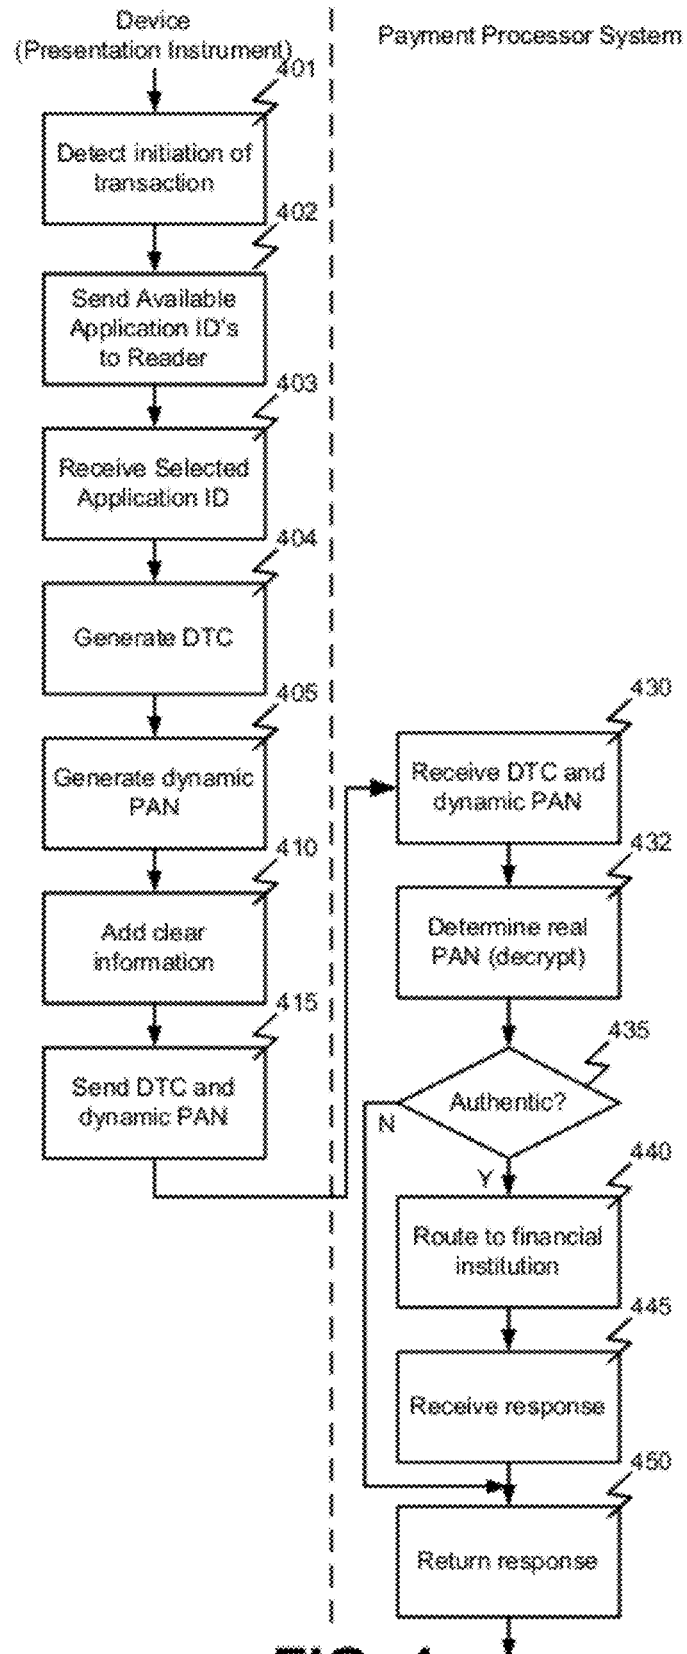 Device
(Presentation Instrument)
401
Detect initiation of
transaction
402
Send Available
Application ID's
to Reader
403
Receive Selected
Application ID
404
Generate DTC
405
Generate dynamic
PAN
410
Add clear
information
415
Send DTC and
dynamic PAN
Payment Processor System
430
Receive DTC and
dynamic PAN
432
Determine real
PAN (decrypt)
435
Authentic?
N
Y
440
Route to financial
institution
445
Receive response
450
Return response